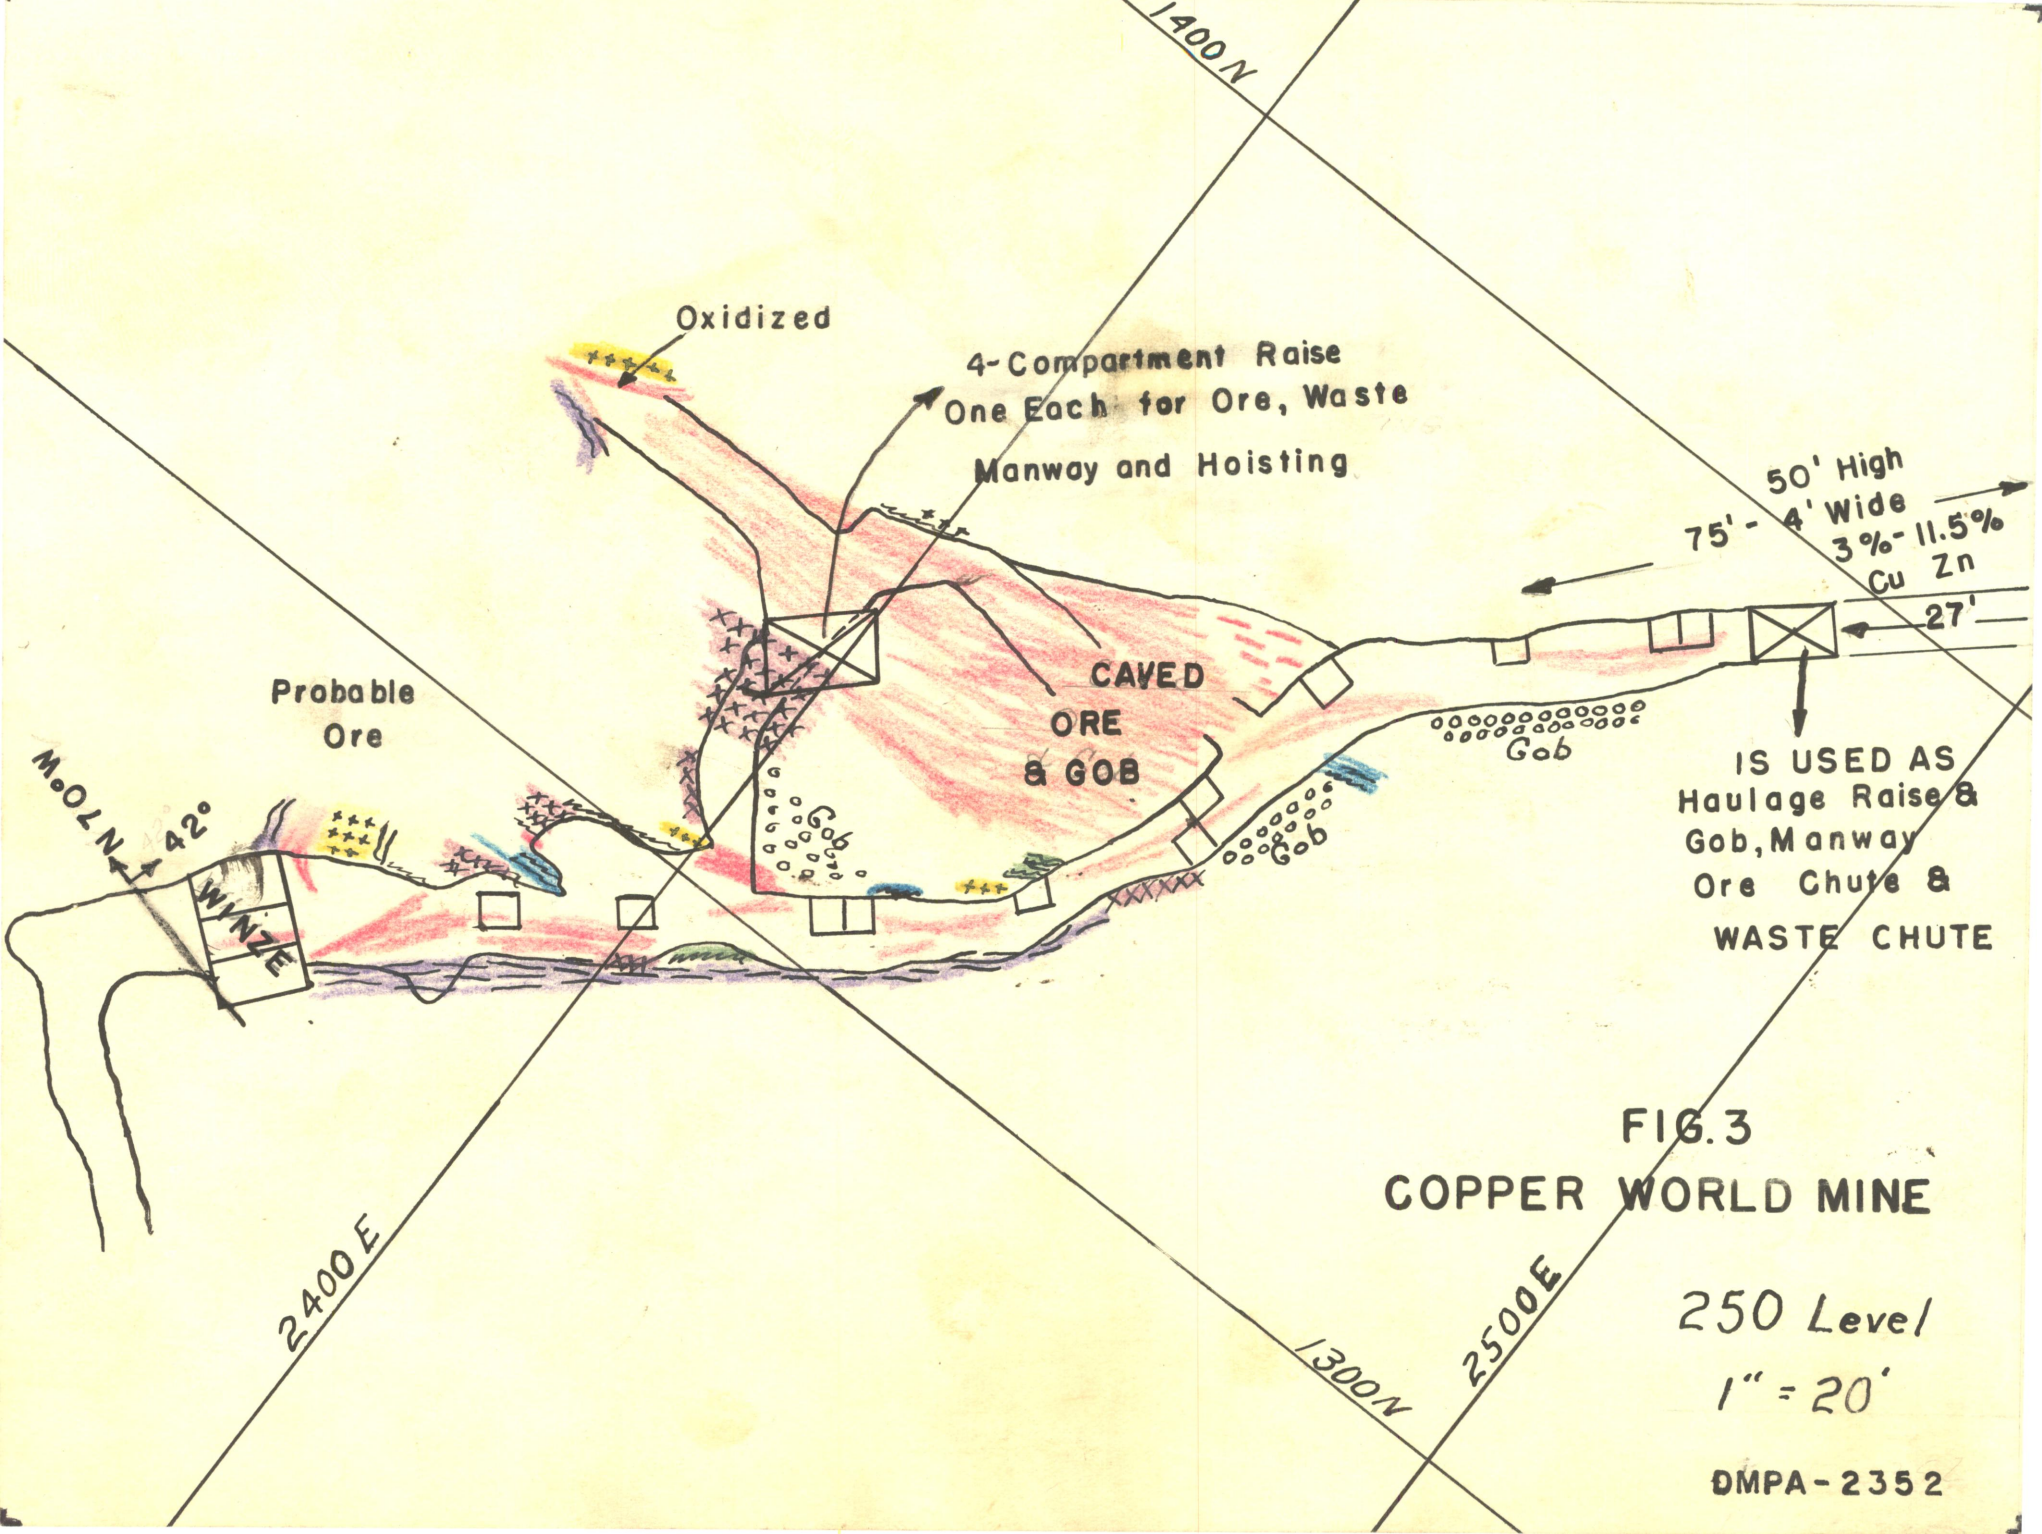 1400 N
Oxidized
4-Compartment Raise
One Each for Ore, Waste
Manway and Hoisting
50' High
75' - 4' Wide
3%-11.5%
Cu Zn
27'
CAVED
ORE
& GOB
Probable
Ore
N70°W
42°
WINZE
Gob
Gob
Gob
IS USED AS
Haulage Raise &
Gob, Manway
Ore Chute &
WASTE CHUTE
2400 E
1300 N
2500 E
FIG. 3
COPPER WORLD MINE
250 Level
1" = 20'
DMPA-2352